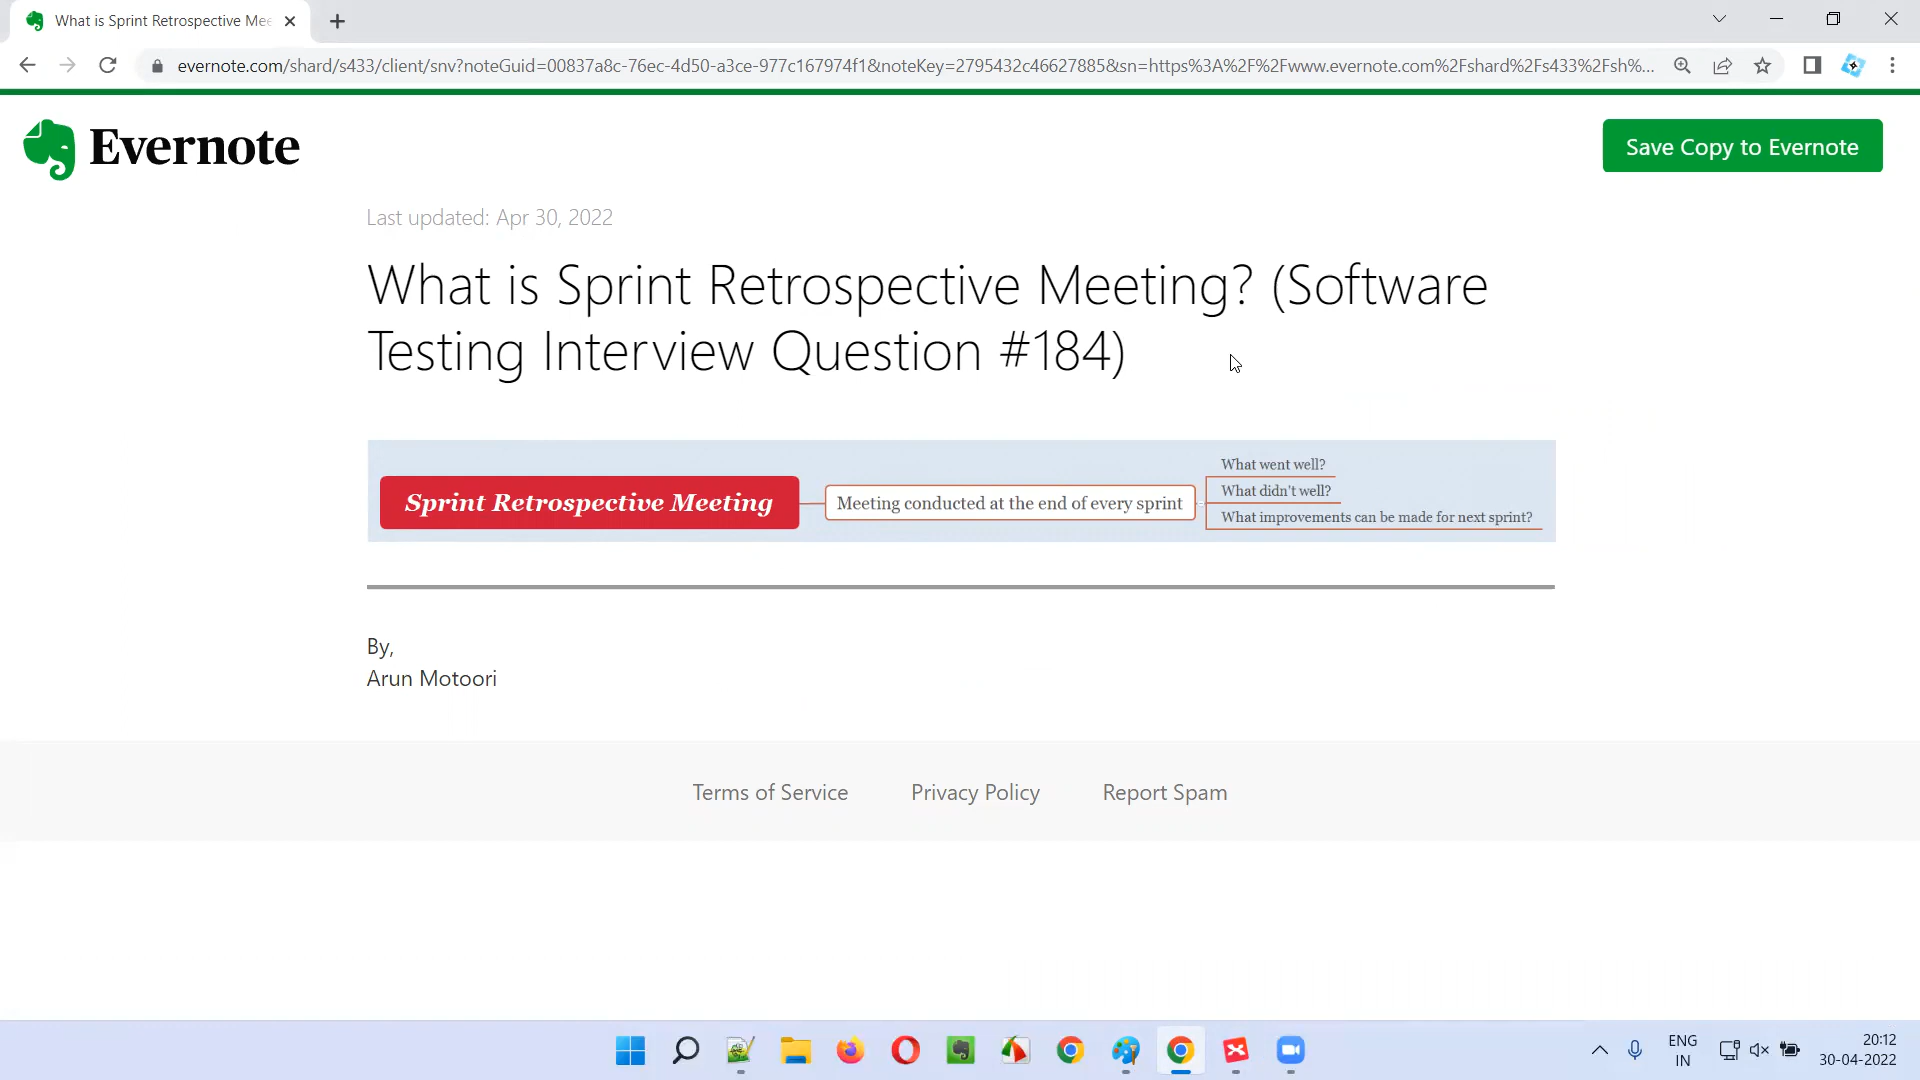 What is Sprint Retrospective Mee
evernote.com/shard/s433/client/snv?noteGuid=00837a8c-76ec-4d50-a3ce-977c167974f1&noteKey=2795432c46627885&sn=https%3A%2F%2Fwww.evernote.com%2Fshard%2Fs433%2Fsh%...
Evernote
Save Copy to Evernote
Last updated: Apr 30, 2022
What is Sprint Retrospective Meeting? (Software
Testing Interview Question #184)
What went well?
Sprint Retrospective Meeting
Meeting conducted at the end of every sprint
What didn't well?
What improvements can be made for next sprint?
By,
Arun Motoori
Terms of Service
Privacy Policy
Report Spam
ENG
IN
20:12
30-04-2022